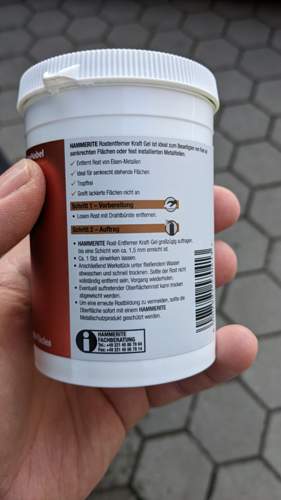 HAMMERITE Rostentferner Kraft Gel ist ideal zum Beseitigen von Rost an
senkrechten Flächen oder fest installierten Metallteilen.
✓ Entfernt Rost von Eisen-Metallen
✓ Ideal für senkrecht stehende Flächen
✓ Tropffrei
✓ Greift lackierte Flächen nicht an
Schritt 1 – Vorbereitung
• Losen Rost mit Drahtbürste entfernen.
Schritt 2 – Auftrag
• HAMMERITE Rost-Entferner Kraft Gel großzügig auftragen,
bis eine Schicht von ca. 1,5 mm erreicht ist
• Ca. 1 Std. einwirken lassen.
• Anschließend Werkstück unter fließendem Wasser
abwaschen und schnell trocknen. Sollte der Rost nicht
vollständig entfernt sein, Vorgang wiederholen.
• Eventuell auftretender Oberflächenrost kann trocken
abgewischt werden.
• Um eine erneute Rostbildung zu vermeiden, sollte die
Oberfläche sofort mit einem HAMMERITE
Metallschutzprodukt geschützt werden.
i
HAMMERITE
FACHBERATUNG